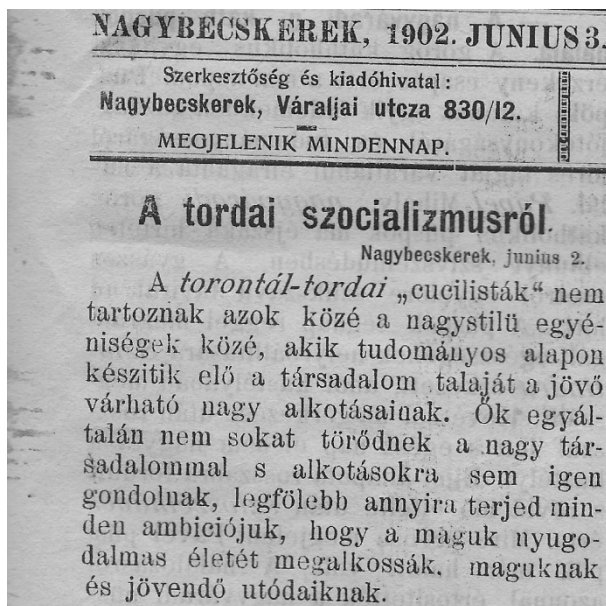 NAGYBECSKEREK, 1902. JUNIUS 3.
Szerkesztőség és kiadóhivatal:
Nagybecskerek, Váraljai utcza 830/12.
MEGJELENIK MINDENNAP.
A tordai szocializmusról.
Nagybecskerek, junius 2.
A torontál-tordai „cucilisták“ nem
tartoznak azok közé a nagystilü egyé-
niségek közé, akik tudományos alapon
készitik elő a társadalom talaját a jövő
várható nagy alkotásainak. Ők egyál-
talán nem sokat törődnek a nagy tár-
sadalommal s alkotásokra sem igen
gondolnak, legfölebb annyira terjed min-
den ambiciójuk, hogy a maguk nyugo-
dalmas életét megalkossák, maguknak
és jövendő utódaiknak.